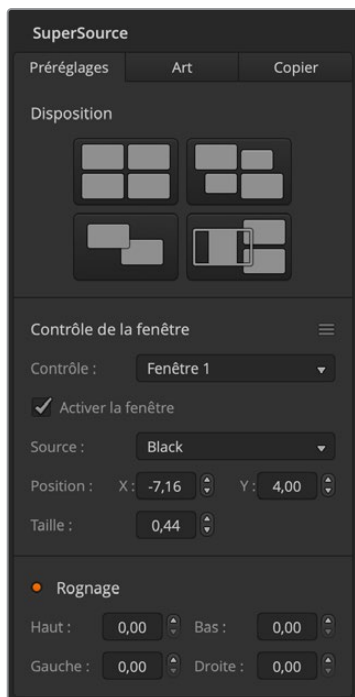 SuperSource
Préréglages Art Copier
Disposition
Contrôle de la fenêtre
Contrôle : Fenêtre 1
Activer la fenêtre
Source : Black
Position : X: -7,16 Y: 4,00
Taille : 0,44
Rognage
Haut : 0,00 Bas : 0,00
Gauche : 0,00 Droite : 0,00